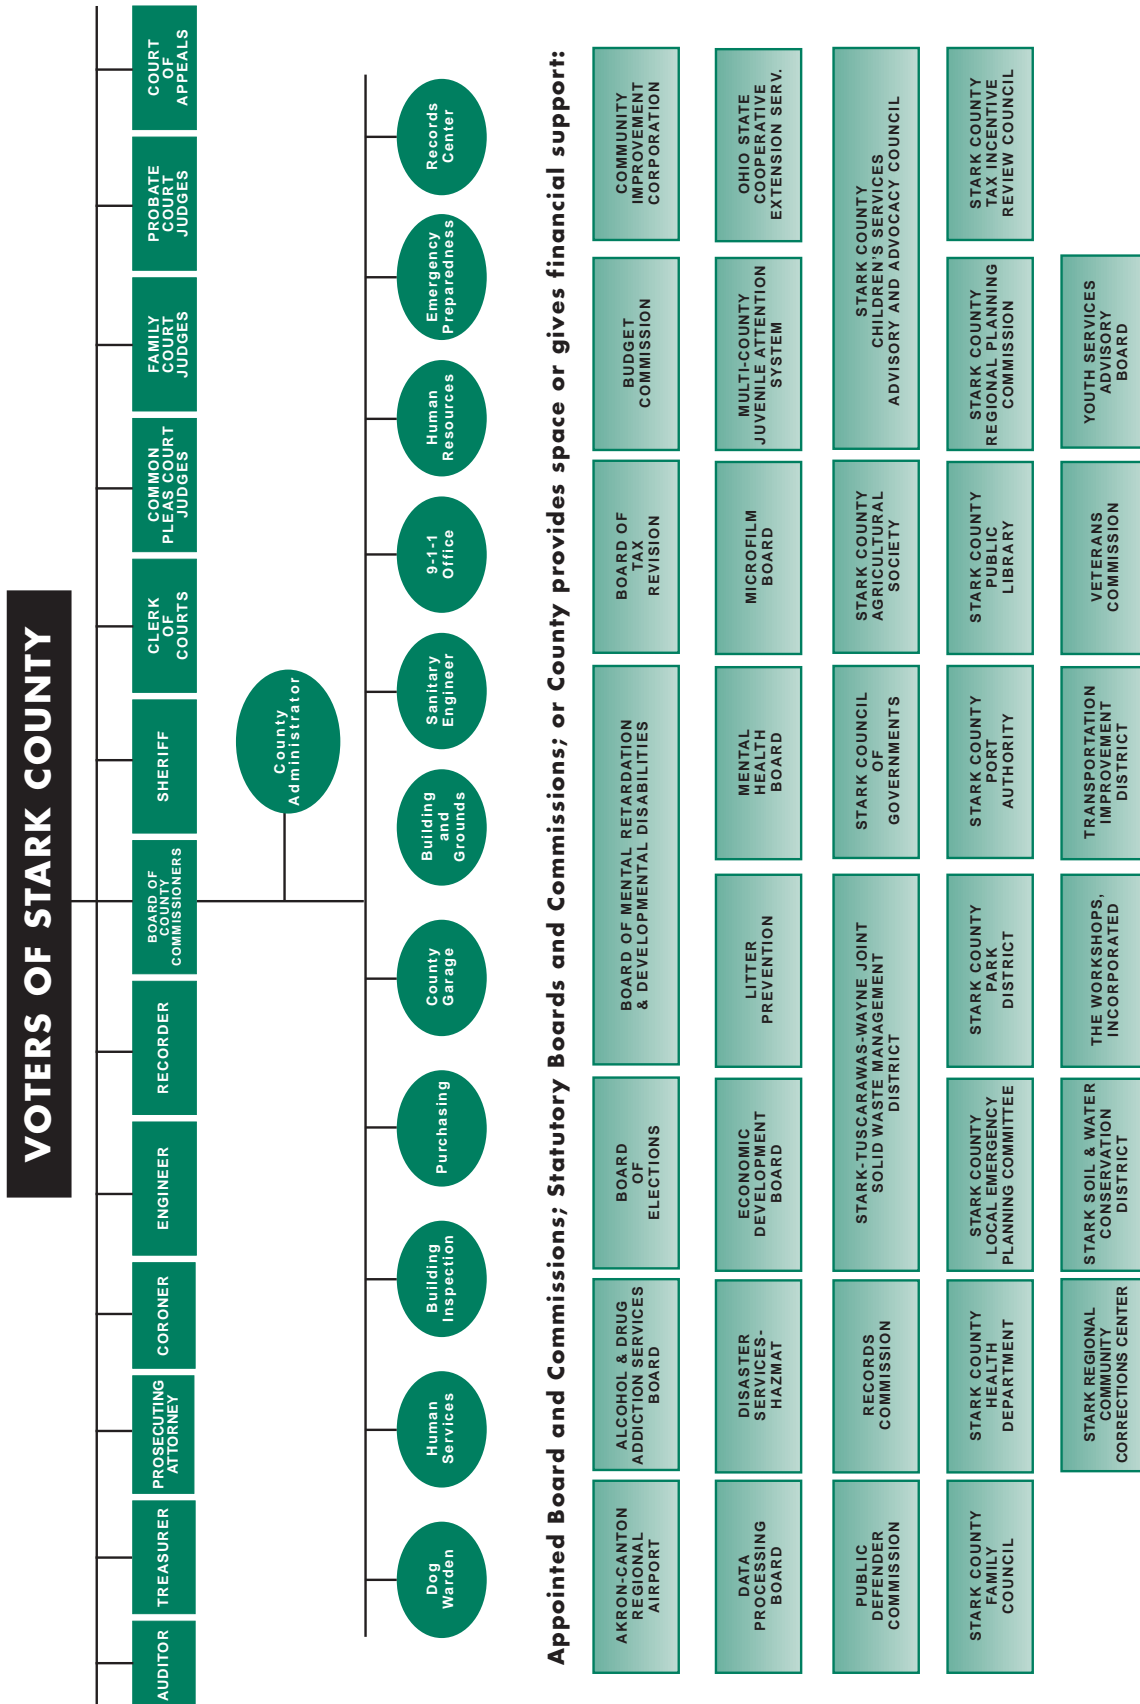 VOTERS OF STARK COUNTY
AUDITOR
TREASURER
PROSECUTING
ATTORNEY
CORONER
ENGINEER
RECORDER
BOARD OF
COUNTY
COMMISSIONERS
SHERIFF
CLERK
OF
COURTS
COMMON
PLEAS COURT
JUDGES
FAMILY
COURT
JUDGES
PROBATE
COURT
JUDGES
COURT
OF
APPEALS
County
Administrator
Dog
Warden
Human
Services
Building
Inspection
Purchasing
County
Garage
Building
and
Grounds
Sanitary
Engineer
9-1-1
Office
Human
Resources
Emergency
Preparedness
Records
Center
Appointed Board and Commissions; Statutory Boards and Commissions; or County provides space or gives financial support:
AKRON-CANTON
REGIONAL
AIRPORT
ALCOHOL & DRUG
ADDICTION SERVICES
BOARD
BOARD
OF
ELECTIONS
BOARD OF MENTAL RETARDATION
& DEVELOPMENTAL DISABILITIES
BOARD OF
TAX
REVISION
BUDGET
COMMISSION
COMMUNITY
IMPROVEMENT
CORPORATION
DATA
PROCESSING
BOARD
DISASTER
SERVICES-
HAZMAT
ECONOMIC
DEVELOPMENT
BOARD
LITTER
PREVENTION
MENTAL
HEALTH
BOARD
MICROFILM
BOARD
MULTI-COUNTY
JUVENILE ATTENTION
SYSTEM
OHIO STATE
COOPERATIVE
EXTENSION SERV.
PUBLIC
DEFENDER
COMMISSION
RECORDS
COMMISSION
STARK-TUSCARAWAS-WAYNE JOINT
SOLID WASTE MANAGEMENT
DISTRICT
STARK COUNCIL
OF
GOVERNMENTS
STARK COUNTY
AGRICULTURAL
SOCIETY
STARK COUNTY
CHILDREN'S SERVICES
ADVISORY AND ADVOCACY COUNCIL
STARK COUNTY
FAMILY
COUNCIL
STARK COUNTY
HEALTH
DEPARTMENT
STARK COUNTY
LOCAL EMERGENCY
PLANNING COMMITTEE
STARK COUNTY
PARK
DISTRICT
STARK COUNTY
PORT
AUTHORITY
STARK COUNTY
PUBLIC
LIBRARY
STARK COUNTY
REGIONAL PLANNING
COMMISSION
STARK COUNTY
TAX INCENTIVE
REVIEW COUNCIL
STARK REGIONAL
COMMUNITY
CORRECTIONS CENTER
STARK SOIL & WATER
CONSERVATION
DISTRICT
THE WORKSHOPS,
INCORPORATED
TRANSPORTATION
IMPROVEMENT
DISTRICT
VETERANS
COMMISSION
YOUTH SERVICES
ADVISORY
BOARD